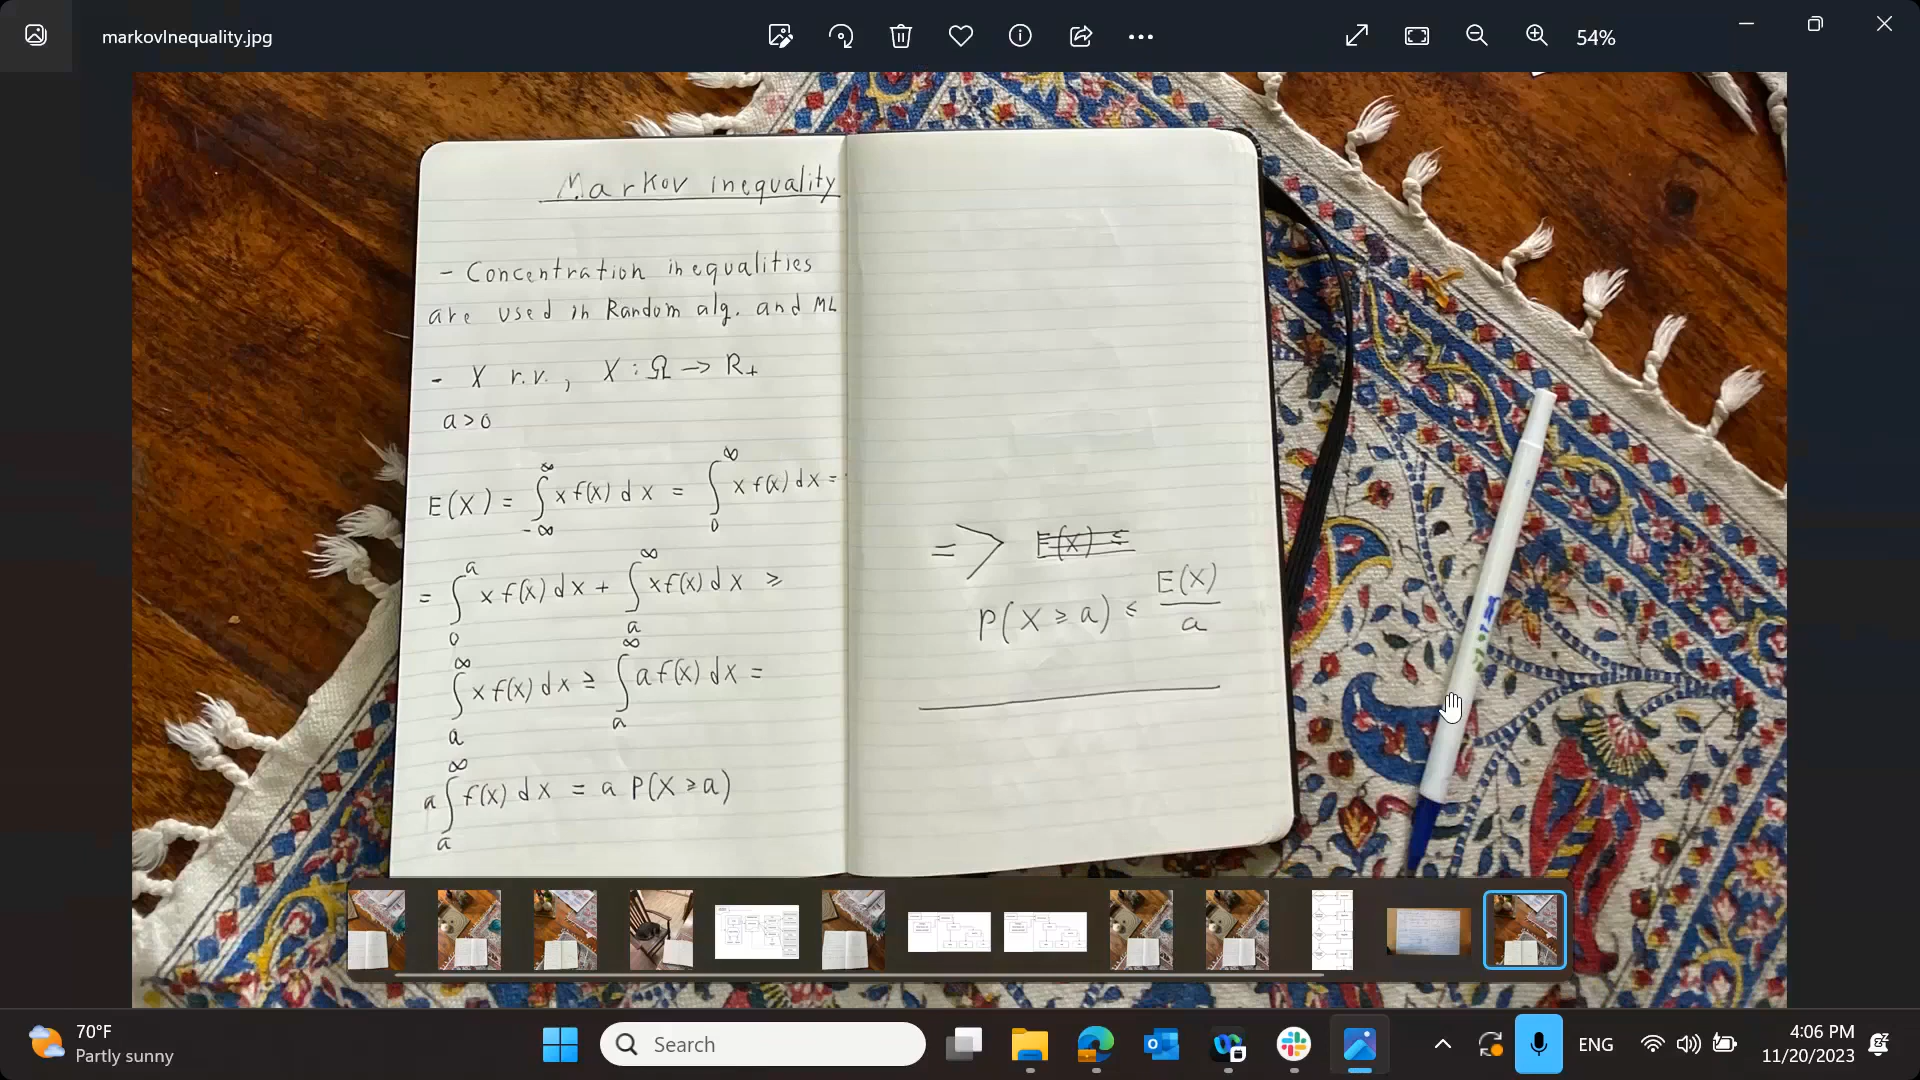 markovInequality.jpg
54%
Markov inequality
- Concentration inequalities
are used in Random alg. and ML
- X r.v., X : Ω → R₊
a > 0
E(X) = ∫_{-∞}^{∞} x f(x) dx = ∫_{0}^{∞} x f(x) dx =
= ∫_{0}^{a} x f(x) dx + ∫_{a}^{∞} x f(x) dx ≥
∫_{a}^{∞} x f(x) dx ≥ ∫_{a}^{∞} a f(x) dx =
a ∫_{a}^{∞} f(x) dx = a P(X ≥ a)
=> E(X) ≤
P(X ≥ a) ≤ E(X)/a
70°F
Partly sunny
Search
ENG
4:06 PM
11/20/2023